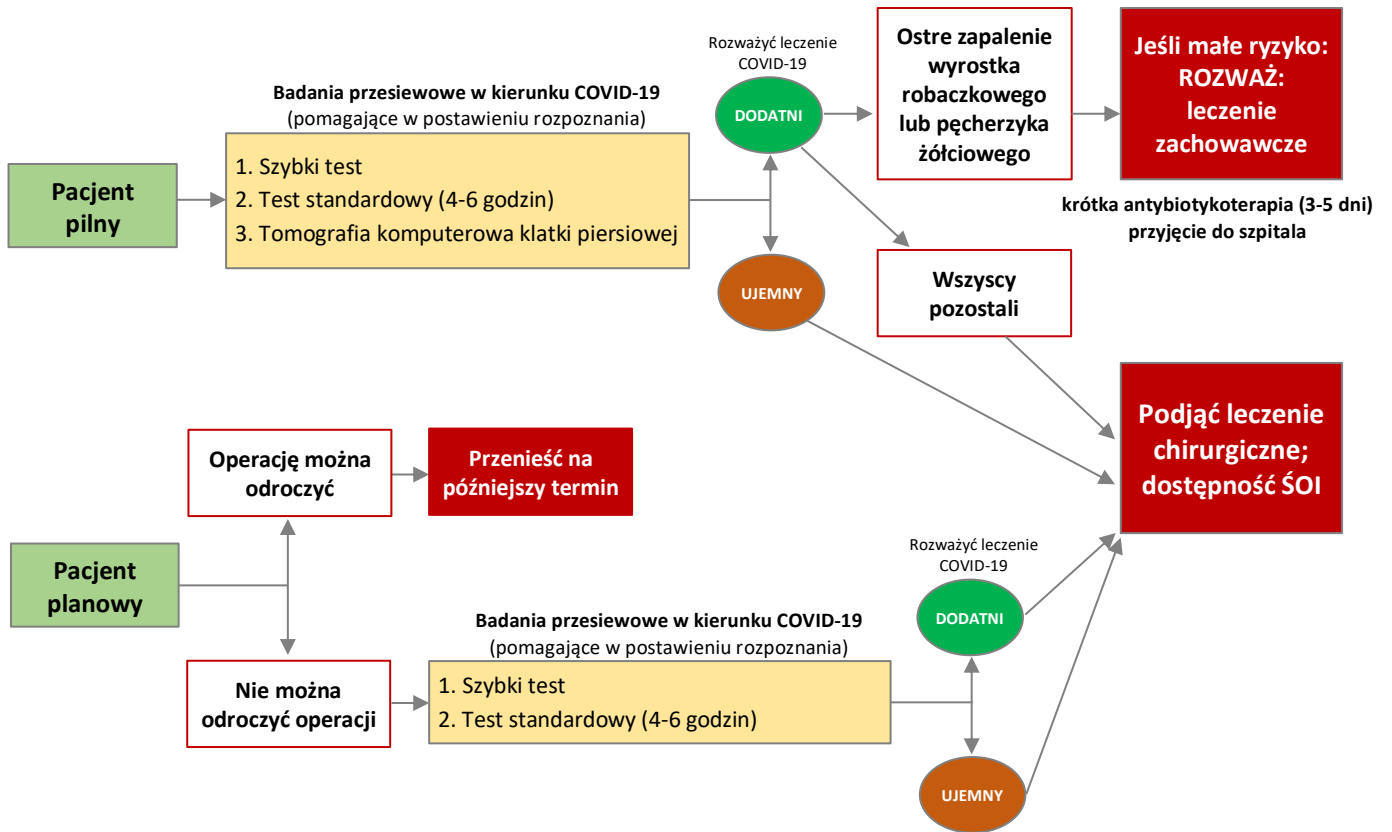 Rozważyć leczenie
COVID-19
Badania przesiewowe w kierunku COVID-19
(pomagające w postawieniu rozpoznania)
Pacjent
pilny
1. Szybki test
2. Test standardowy (4-6 godzin)
3. Tomografia komputerowa klatki piersiowej
DODATNI
UJEMNY
Ostre zapalenie
wyrostka
robaczkowego
lub pęcherzyka
żółciowego
Jeśli małe ryzyko:
ROZWAŻ:
leczenie
zachowawcze
krótka antybiotykoterapia (3-5 dni)
przyjęcie do szpitala
Wszyscy
pozostali
Podjąć leczenie
chirurgiczne;
dostępność ŚOI
Pacjent
planowy
Operację można
odroczyć
Przenieść na
późniejszy termin
Nie można
odroczyć operacji
Badania przesiewowe w kierunku COVID-19
(pomagające w postawieniu rozpoznania)
1. Szybki test
2. Test standardowy (4-6 godzin)
Rozważyć leczenie
COVID-19
DODATNI
UJEMNY